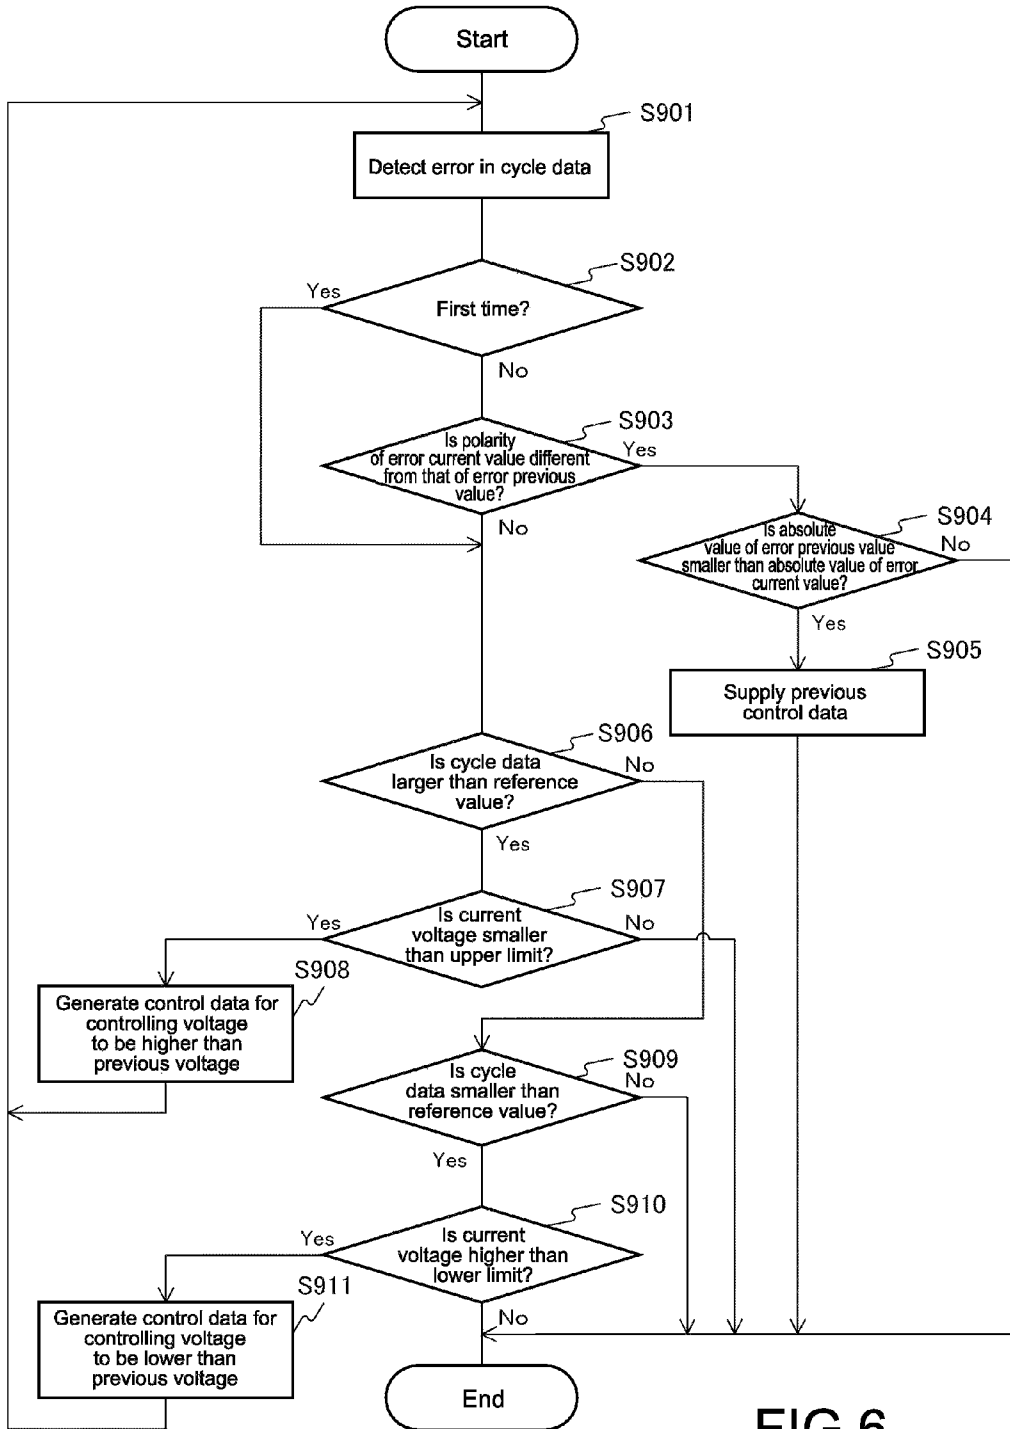 Start
S901
Detect error in cycle data
S902
Yes
First time?
No
S903
Is polarity
of error current value different
from that of error previous
value?
Yes
No
S904
Is absolute
value of error previous value
smaller than absolute value of error
current value?
No
Yes
S905
Supply previous
control data
S906
Is cycle data
larger than reference
value?
No
Yes
S907
Yes
Is current
voltage smaller
than upper limit?
No
S908
Generate control data for
controlling voltage
to be higher than
previous voltage
S909
Is cycle
data smaller than
reference value?
No
Yes
S910
Yes
Is current
voltage higher than
lower limit?
No
S911
Generate control data for
controlling voltage
to be lower than
previous voltage
End
FIG.6